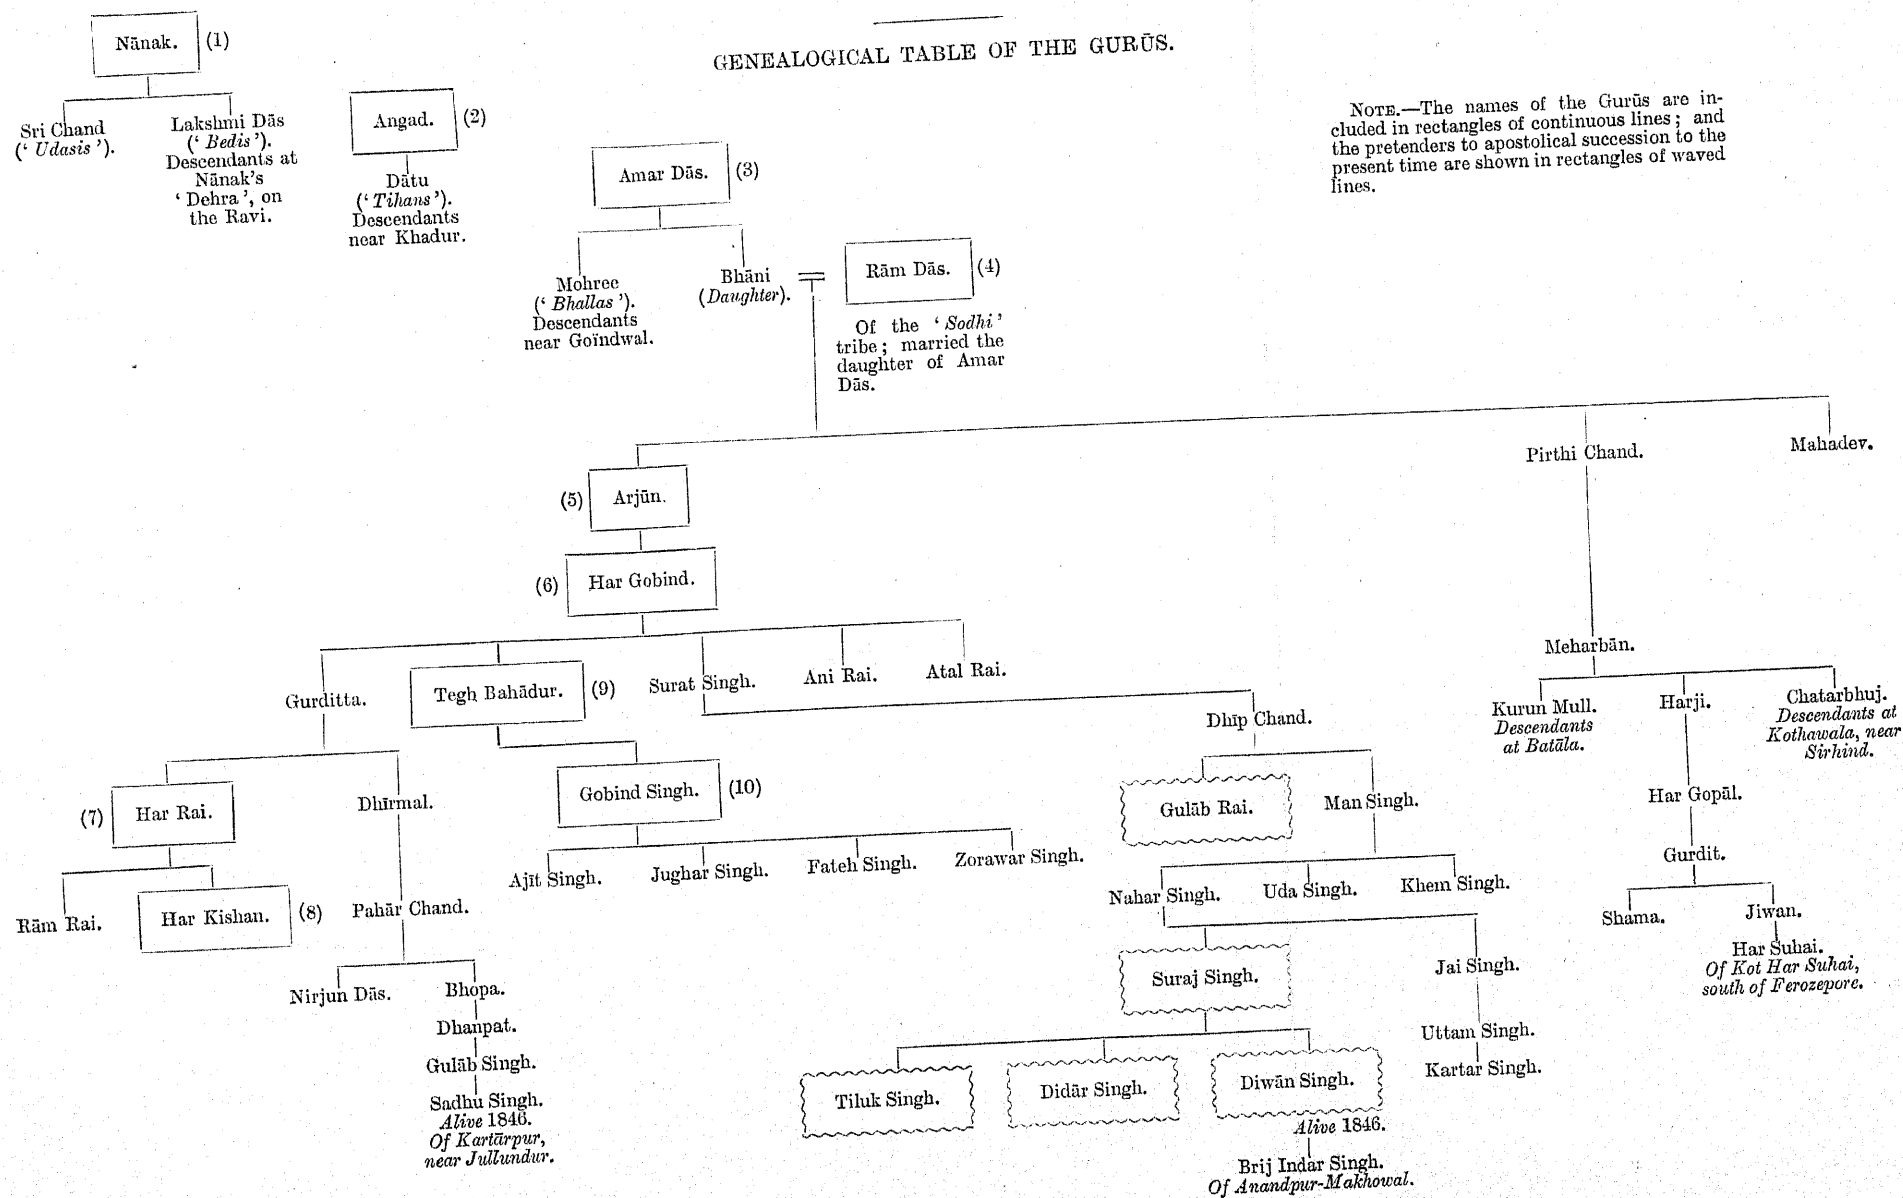 GENEALOGICAL TABLE OF THE GURŪS.
Nānak. (1)
Sri Chand
(‘ Udasis ’).
Lakshmi Dās
(‘ Bedis ’).
Descendants at
Nānak's
‘ Dehra ’, on
the Ravi.
Angad. (2)
Dātu
(‘ Tihans ’).
Descendants
near Khadur.
Amar Dās. (3)
Mohree
(‘ Bhallas ’).
Descendants
near Goïndwal.
Bhāni
(Daughter).
Rām Dās. (4)
Of the ‘ Sodhi ’
tribe ; married the
daughter of Amar
Dās.
NOTE.—The names of the Gurūs are in-
cluded in rectangles of continuous lines ; and
the pretenders to apostolical succession to the
present time are shown in rectangles of waved
lines.
(5) Arjūn.
Pirthi Chand.
Mahadev.
(6) Har Gobind.
Gurditta.
Tegh Bahādur. (9)
Surat Singh.
Ani Rai.
Atal Rai.
Dhīp Chand.
Meharbān.
Kurun Mull.
Descendants
at Batāla.
Harji.
Chatarbhuj.
Descendants at
Kothawala, near
Sirhind.
(7) Har Rai.
Dhīrmal.
Gobind Singh. (10)
Gulāb Rai.
Man Singh.
Har Gopāl.
Gurdit.
Rām Rai.
Har Kishan. (8)
Pahār Chand.
Ajīt Singh.
Jughar Singh.
Fateh Singh.
Zorawar Singh.
Nahar Singh.
Uda Singh.
Khem Singh.
Shama.
Jiwan.
Har Suhai.
Of Kot Har Suhai,
south of Ferozepore.
Nirjun Dās.
Bhopa.
Dhanpat.
Gulāb Singh.
Sadhu Singh.
Alive 1846.
Of Kartārpur,
near Jullundur.
Suraj Singh.
Jai Singh.
Uttam Singh.
Kartar Singh.
Tiluk Singh.
Didār Singh.
Diwān Singh.
Alive 1846.
Brij Indar Singh.
Of Anandpur-Makhowal.